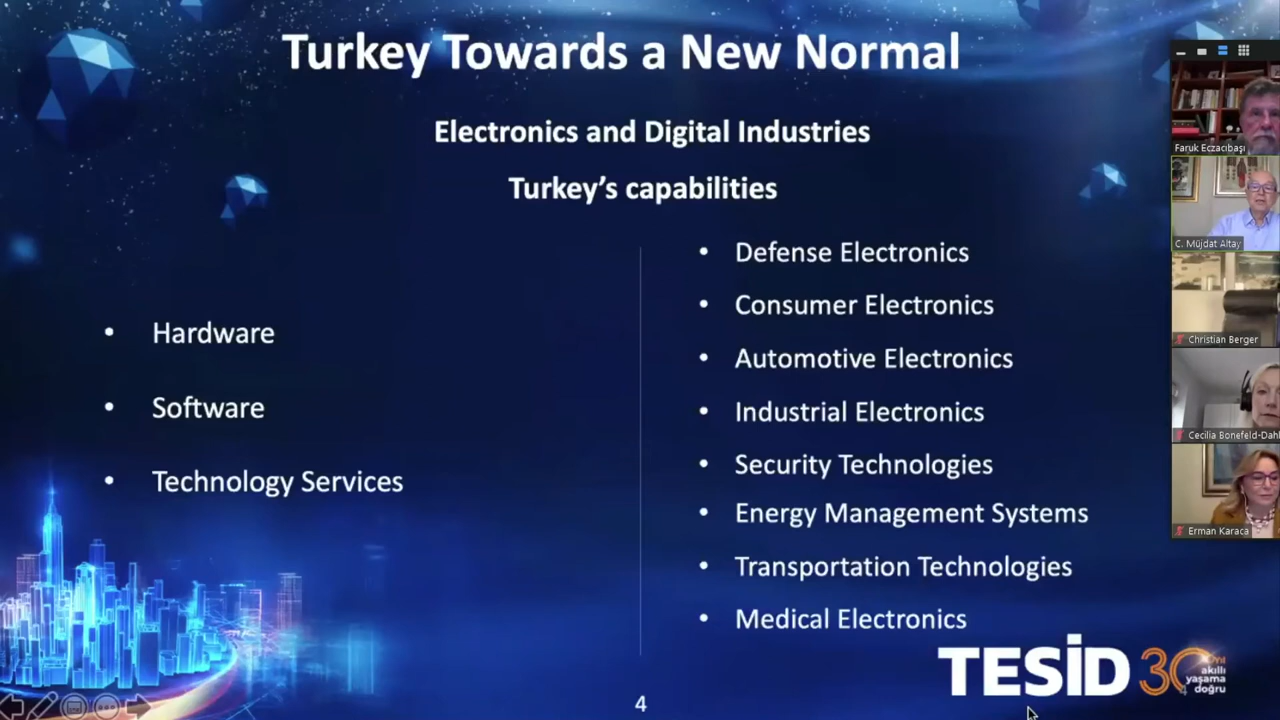 Turkey Towards a New Normal
Electronics and Digital Industries
Turkey’s capabilities
• Hardware
• Software
• Technology Services
• Defense Electronics
• Consumer Electronics
• Automotive Electronics
• Industrial Electronics
• Security Technologies
• Energy Management Systems
• Transportation Technologies
• Medical Electronics
TESİD 30
akıllı
yaşama
doğru
4
Faruk Eczacıbaşı
C. Müjdat Altay
Christian Berger
Cecilia Bonefeld-Dahl
Erman Karaca